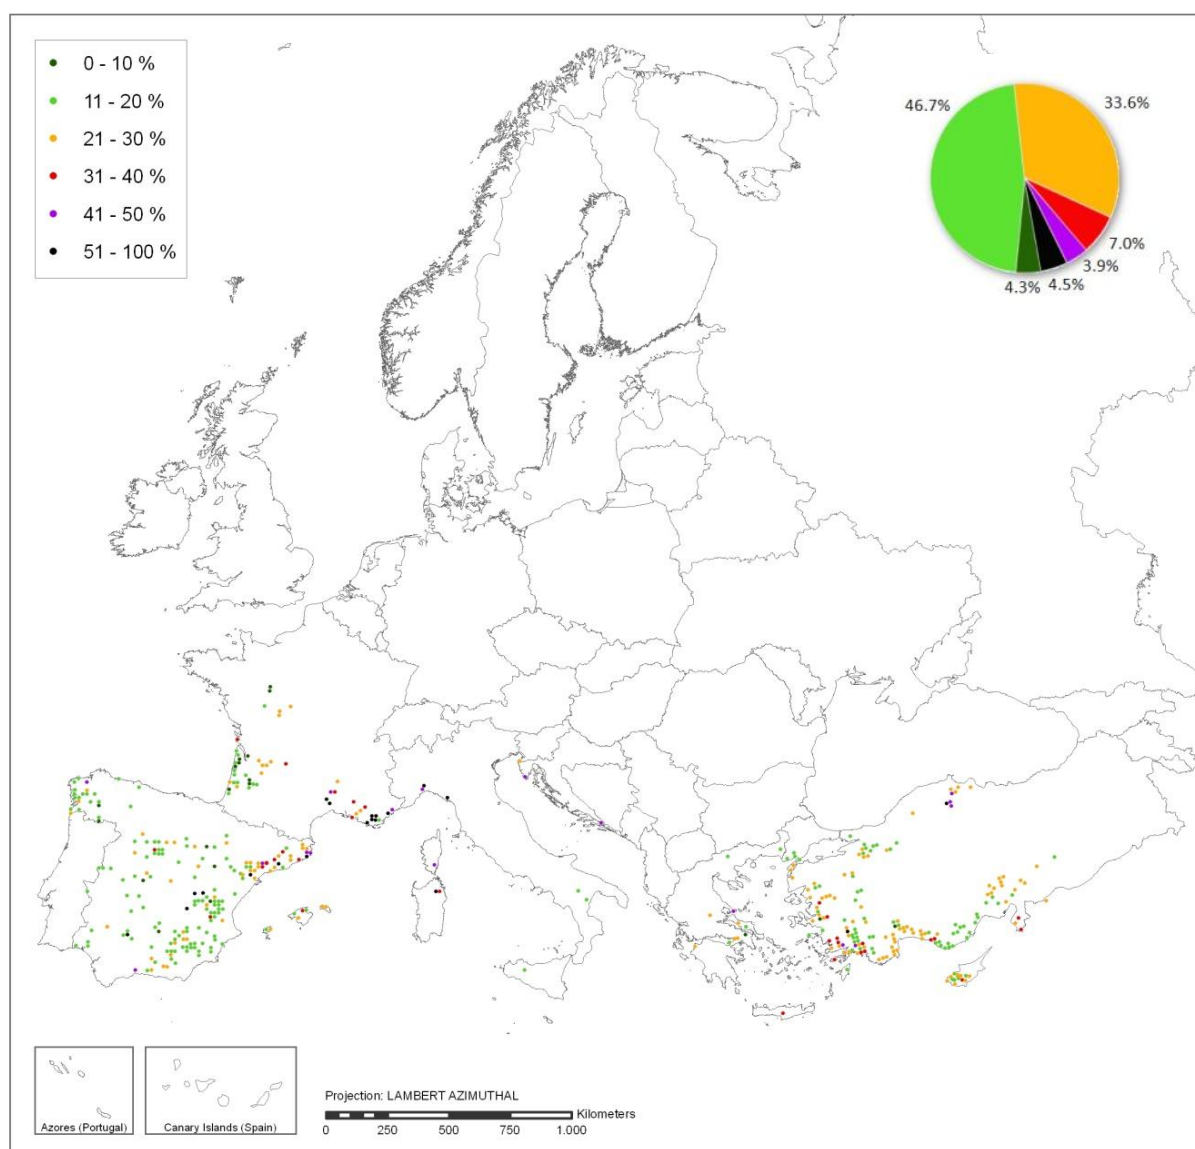 0 - 10 %
11 - 20 %
21 - 30 %
31 - 40 %
41 - 50 %
51 - 100 %
46.7%
33.6%
7.0%
3.9%
4.5%
4.3%
Projection: LAMBERT AZIMUTHAL
Kilometers
0 250 500 750 1.000
Azores (Portugal)
Canary Islands (Spain)